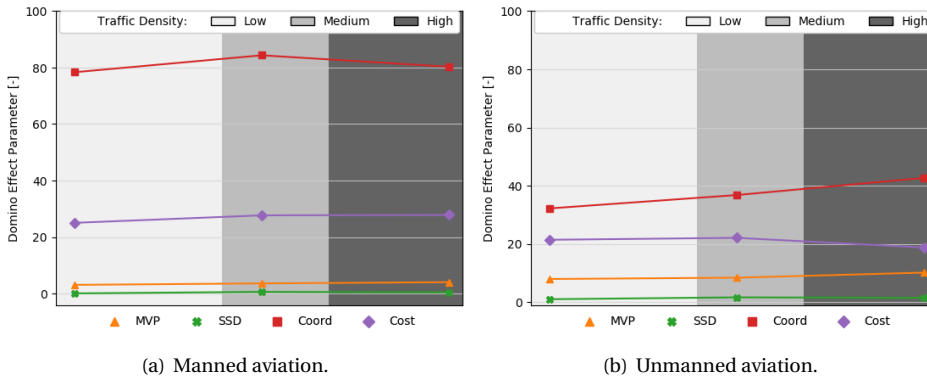 Traffic Density: Low Medium High
100
80
60
40
20
0
Domino Effect Parameter [-]
MVP SSD Coord Cost
(a) Manned aviation.
Traffic Density: Low Medium High
100
80
60
40
20
0
Domino Effect Parameter [-]
MVP SSD Coord Cost
(b) Unmanned aviation.